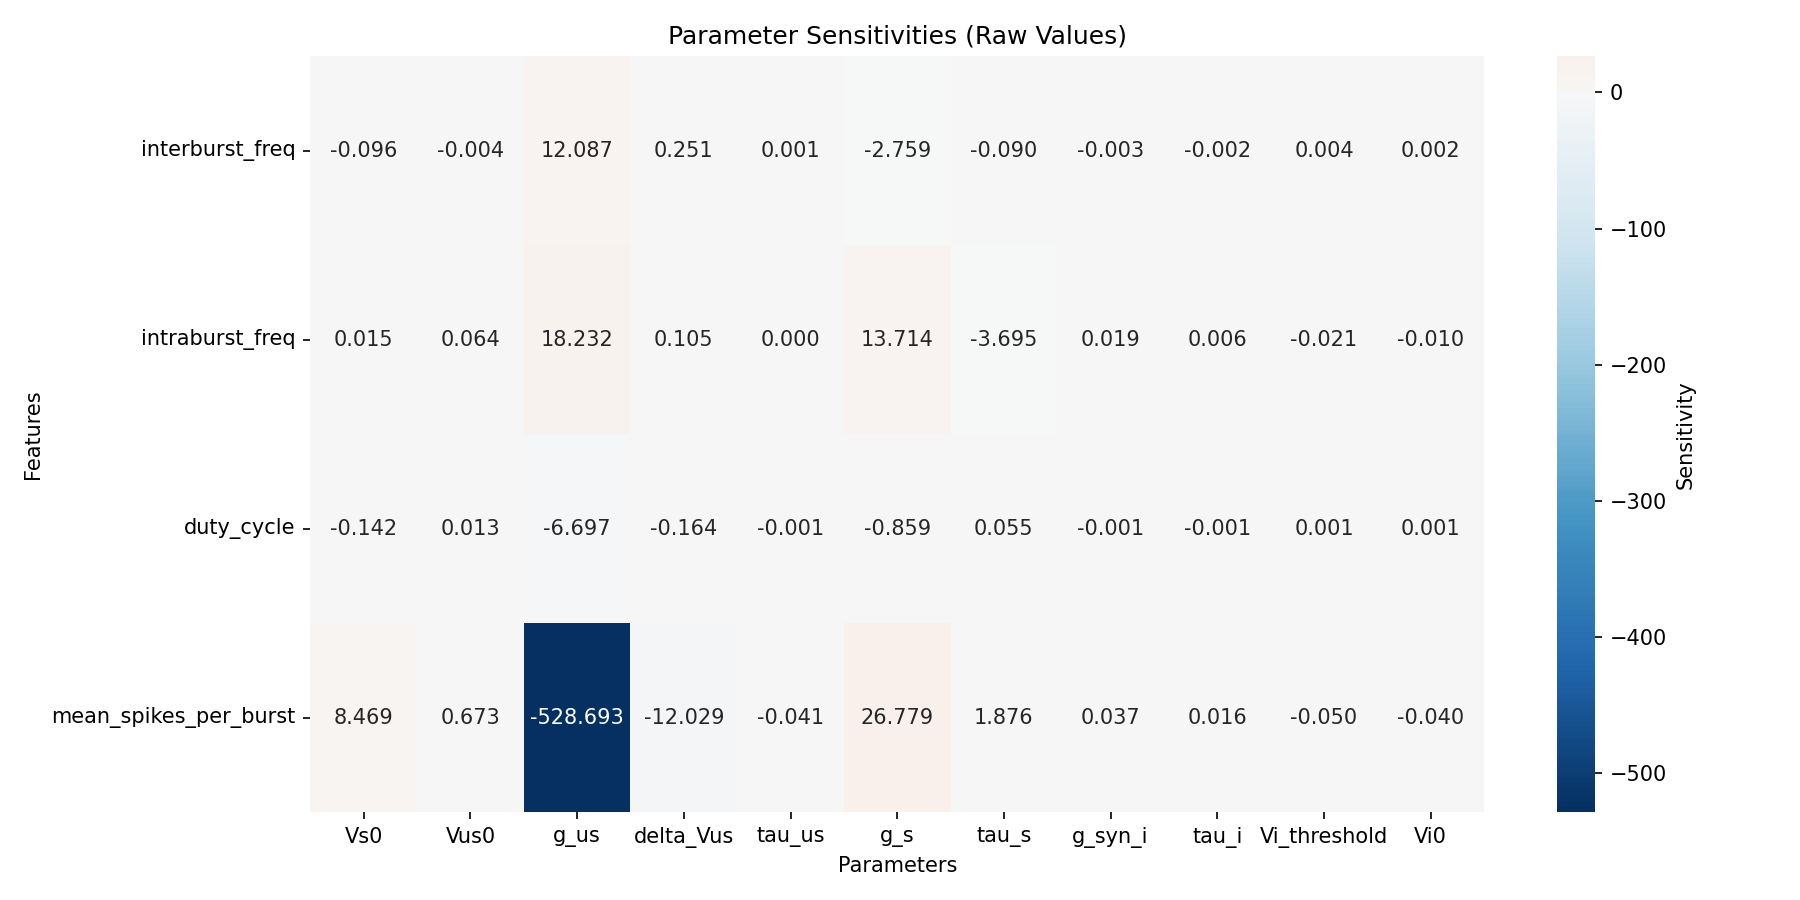 Parameter Sensitivities (Raw Values)
interburst_freq -0.096 -0.004 12.087 0.251 0.001 -2.759 -0.090 -0.003 -0.002 0.004 0.002
intraburst_freq 0.015 0.064 18.232 0.105 0.000 13.714 -3.695 0.019 0.006 -0.021 -0.010
duty_cycle -0.142 0.013 -6.697 -0.164 -0.001 -0.859 0.055 -0.001 -0.001 0.001 0.001
mean_spikes_per_burst 8.469 0.673 -528.693 -12.029 -0.041 26.779 1.876 0.037 0.016 -0.050 -0.040
Vs0 Vus0 g_us delta_Vus tau_us g_s tau_s g_syn_i tau_i Vi_threshold Vi0
Parameters
Features
0
−100
−200
−300
−400
−500
Sensitivity